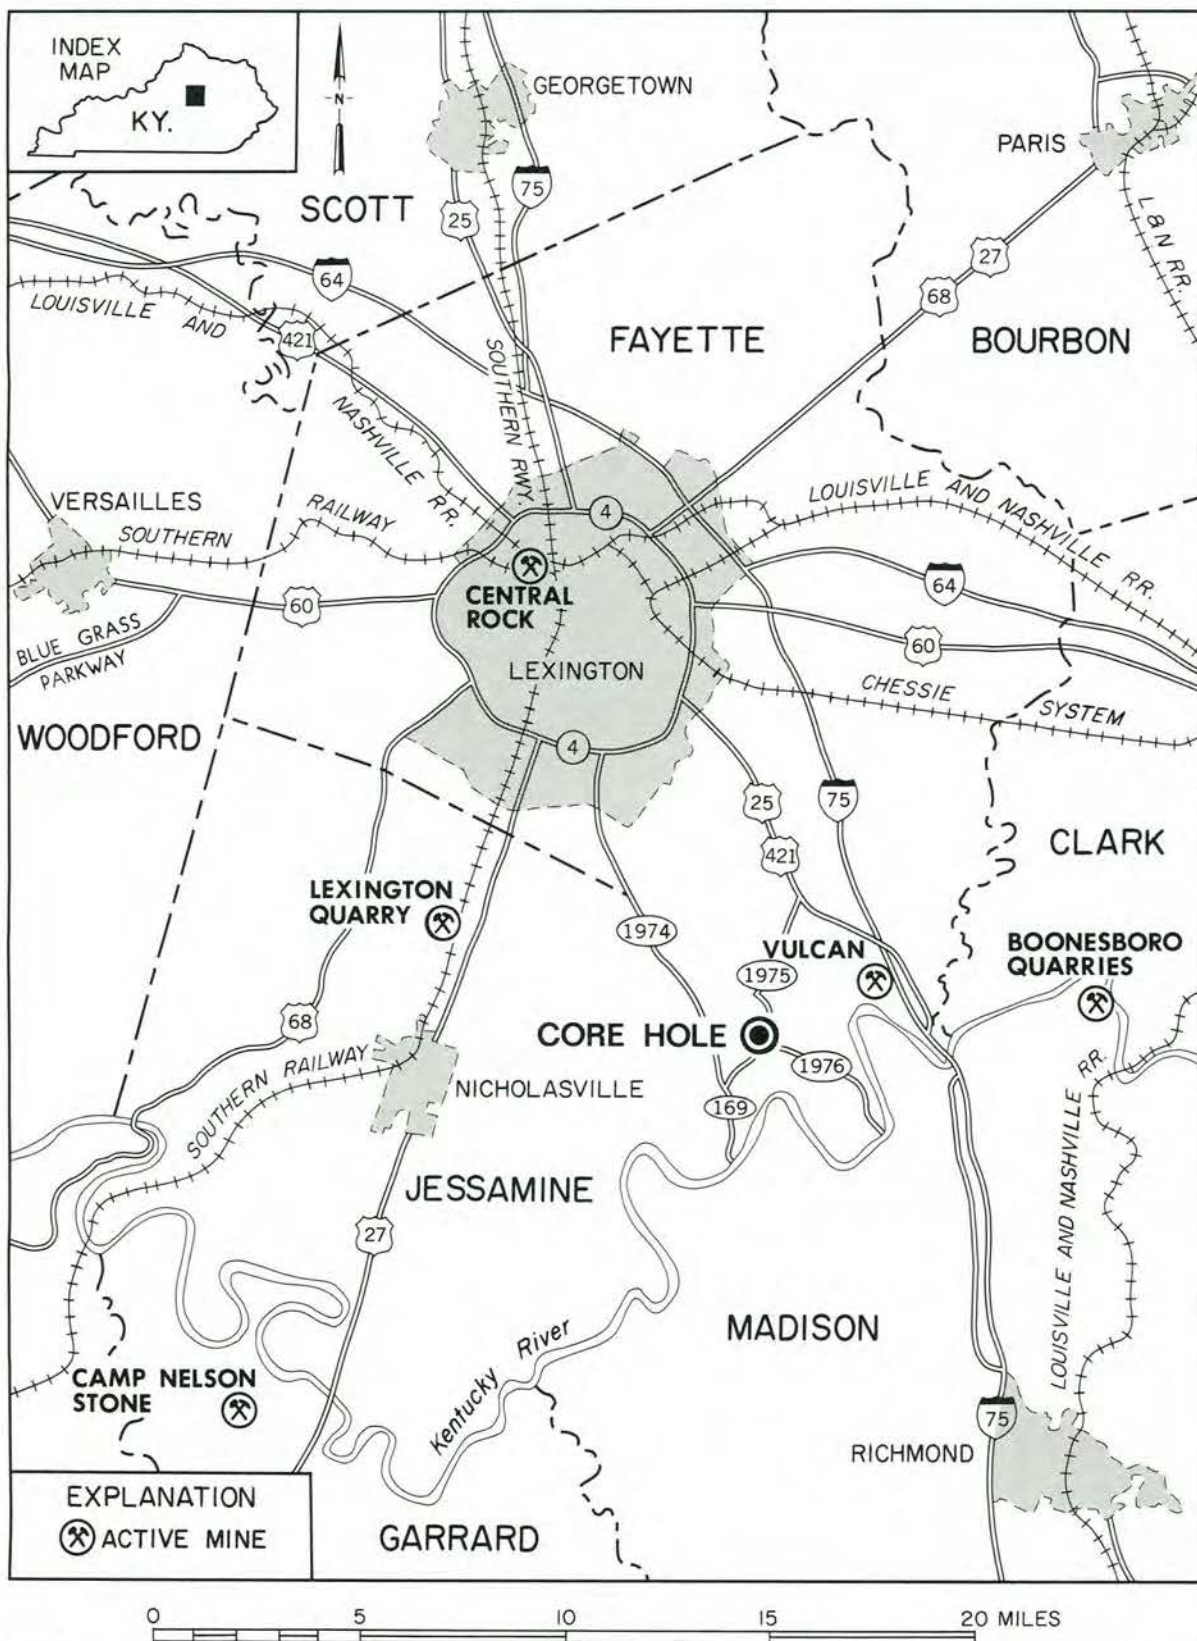 INDEX
MAP
KY.
N
GEORGETOWN
PARIS
SCOTT
75
25
L&N RR.
27
68
64
LOUISVILLE AND
421
FAYETTE
BOURBON
SOUTHERN RWY.
NASHVILLE RR.
VERSAILLES
SOUTHERN RAILWAY
4
LOUISVILLE AND NASHVILLE RR.
CENTRAL
ROCK
64
60
60
BLUE GRASS
PARKWAY
LEXINGTON
CHESSIE SYSTEM
WOODFORD
4
25
75
421
CLARK
LEXINGTON
QUARRY
1974
VULCAN
1975
BOONESBORO
QUARRIES
68
CORE HOLE
1976
SOUTHERN RAILWAY
NICHOLASVILLE
169
LOUISVILLE AND NASHVILLE RR.
JESSAMINE
27
MADISON
Kentucky River
CAMP NELSON
STONE
75
RICHMOND
EXPLANATION
ACTIVE MINE
GARRARD
0 5 10 15 20 MILES